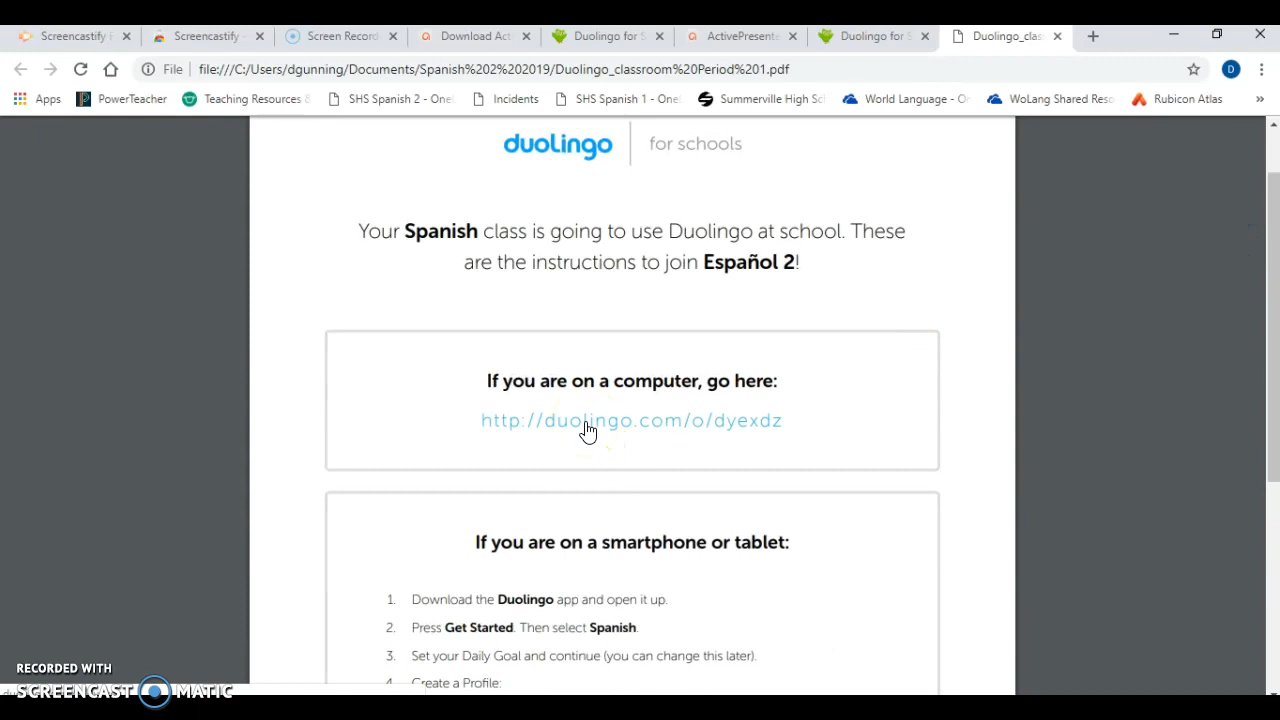 Screencastify
Screencastify
Screen Record
Download Act
Duolingo for S
ActivePresente
Duolingo for S
Duolingo_clas
File
file:///C:/Users/dgunning/Documents/Spanish%202%202019/Duolingo_classroom%20Period%201.pdf
D
Apps
PowerTeacher
Teaching Resources &
SHS Spanish 2 - One
Incidents
SHS Spanish 1 - One
Summerville High Sc
World Language - O
WoLang Shared Reso
Rubicon Atlas
»
duolingo for schools
Your Spanish class is going to use Duolingo at school. These
are the instructions to join Español 2!
If you are on a computer, go here:
http://duolingo.com/o/dyexdz
If you are on a smartphone or tablet:
1. Download the Duolingo app and open it up.
2. Press Get Started. Then select Spanish.
3. Set your Daily Goal and continue (you can change this later).
4. Create a Profile:
RECORDED WITH
SCREENCAST MATIC